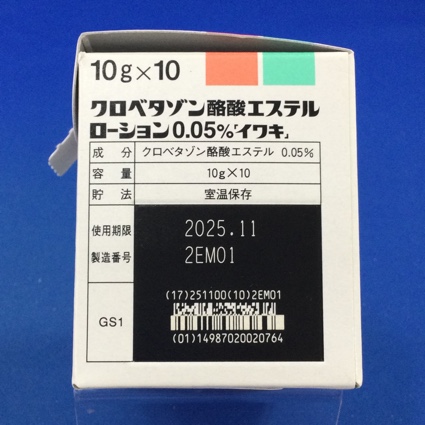 10g×10
クロベタゾン酪酸エステル
ローション0.05%「イワキ」
成分 クロベタゾン酪酸エステル 0.05%
容量 10g×10
貯法 室温保存
使用期限 2025.11
製造番号 2EM01
(17)251100(10)2EM01
GS1
(01)14987020020764